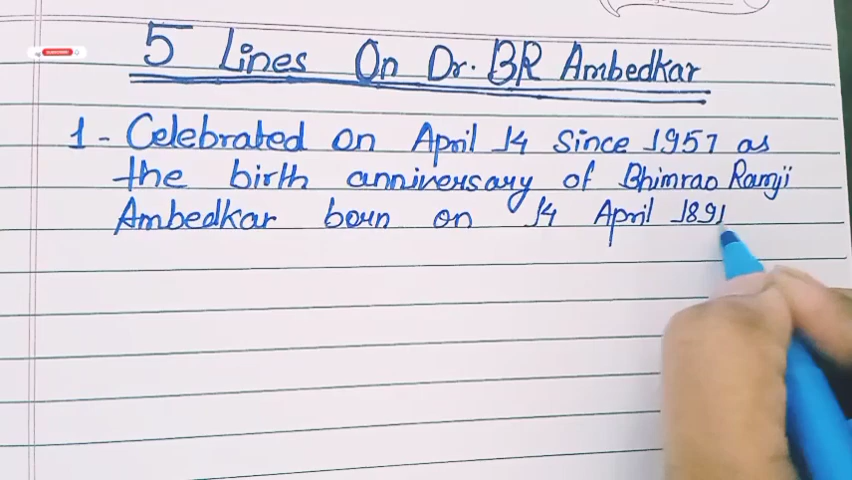 5 Lines On Dr. BR Ambedkar
1 - Celebrated on April 14 since 1957 as
the birth anniversary of Bhimrao Ramji
Ambedkar born on 14 April 1891